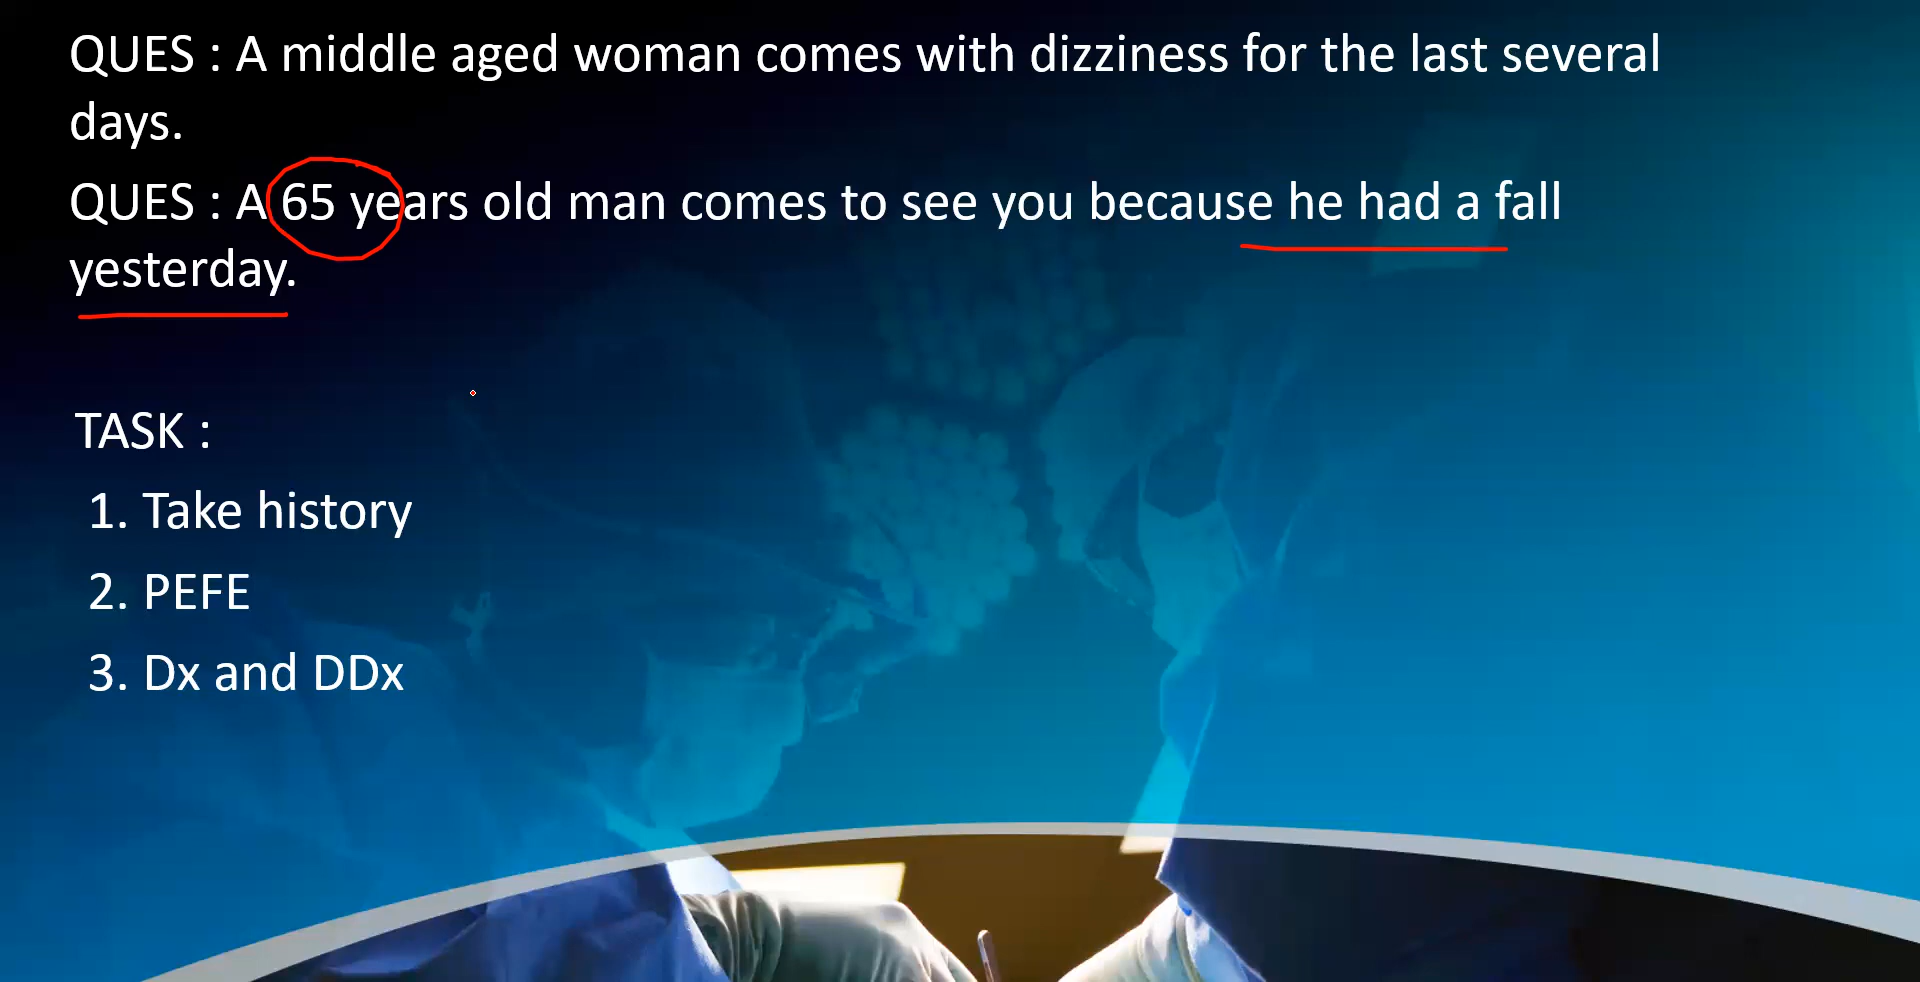 QUES : A middle aged woman comes with dizziness for the last several
days.
QUES : A 65 years old man comes to see you because he had a fall
yesterday.
TASK :
1. Take history
2. PEFE
3. Dx and DDx